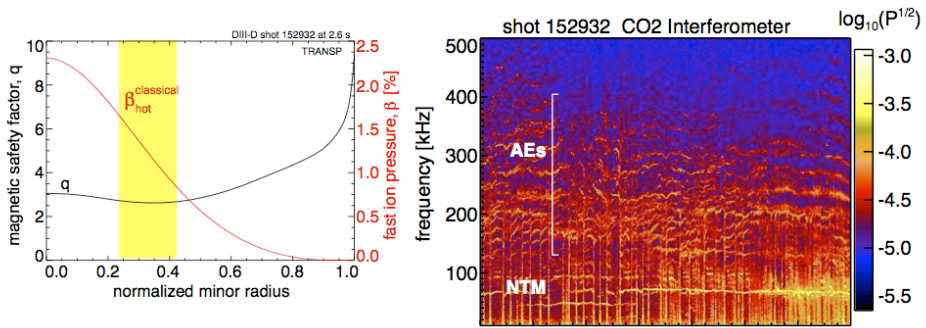 DIII-D shot 152932 at 2.6 s
TRANSP
magnetic safety factor, q
10
8
6
4
2
0
β_hot^classical
q
2.5
2.0
1.5
1.0
0.5
0.0
fast ion pressure, β [%]
0.0 0.2 0.4 0.6 0.8 1.0
normalized minor radius
shot 152932 CO2 Interferometer
frequency [kHz]
500
400
300
200
100
AEs
NTM
log₁₀(P^1/2)
-3.0
-3.5
-4.0
-4.5
-5.0
-5.5